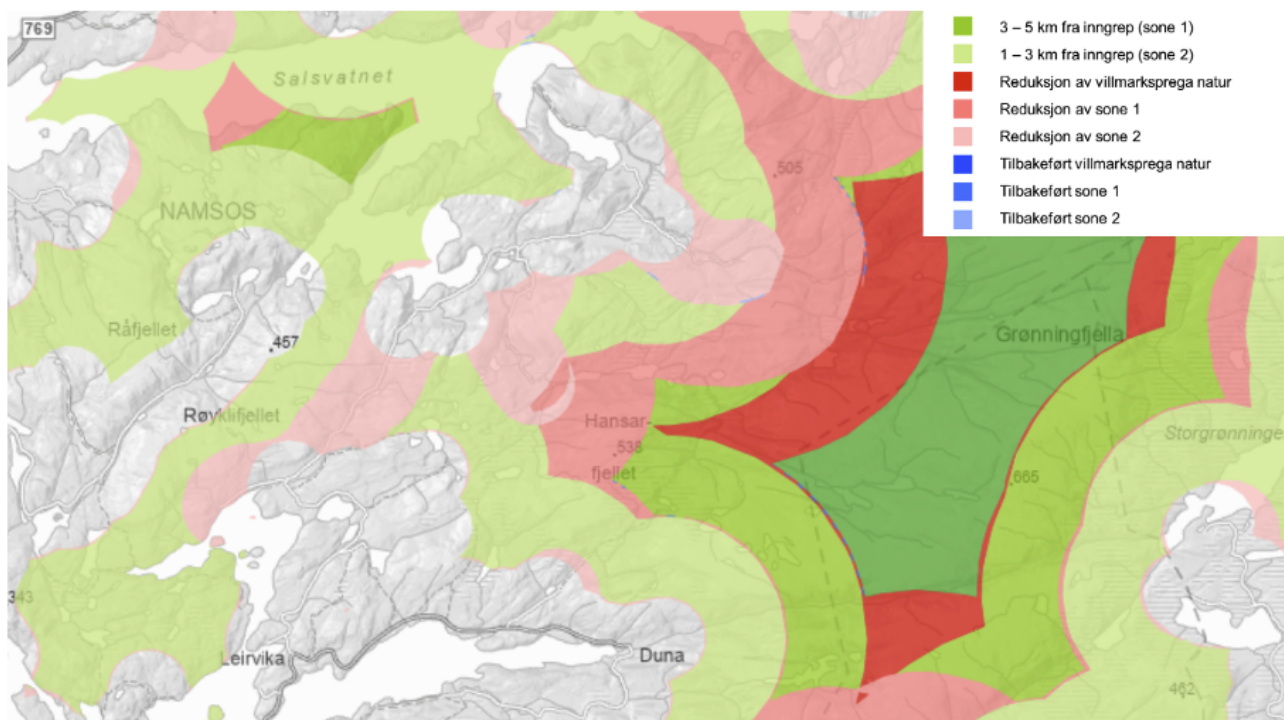 769
Salsvatnet
NAMSOS
Råfjellet
457
Røyklifjellet
343
Leirvika
Duna
505
Hansar-
538
fjellet
Grønningfjella
665
Storgrønninge
462
3 – 5 km fra inngrep (sone 1)
1 – 3 km fra inngrep (sone 2)
Reduksjon av villmarksprega natur
Reduksjon av sone 1
Reduksjon av sone 2
Tilbakeført villmarksprega natur
Tilbakeført sone 1
Tilbakeført sone 2